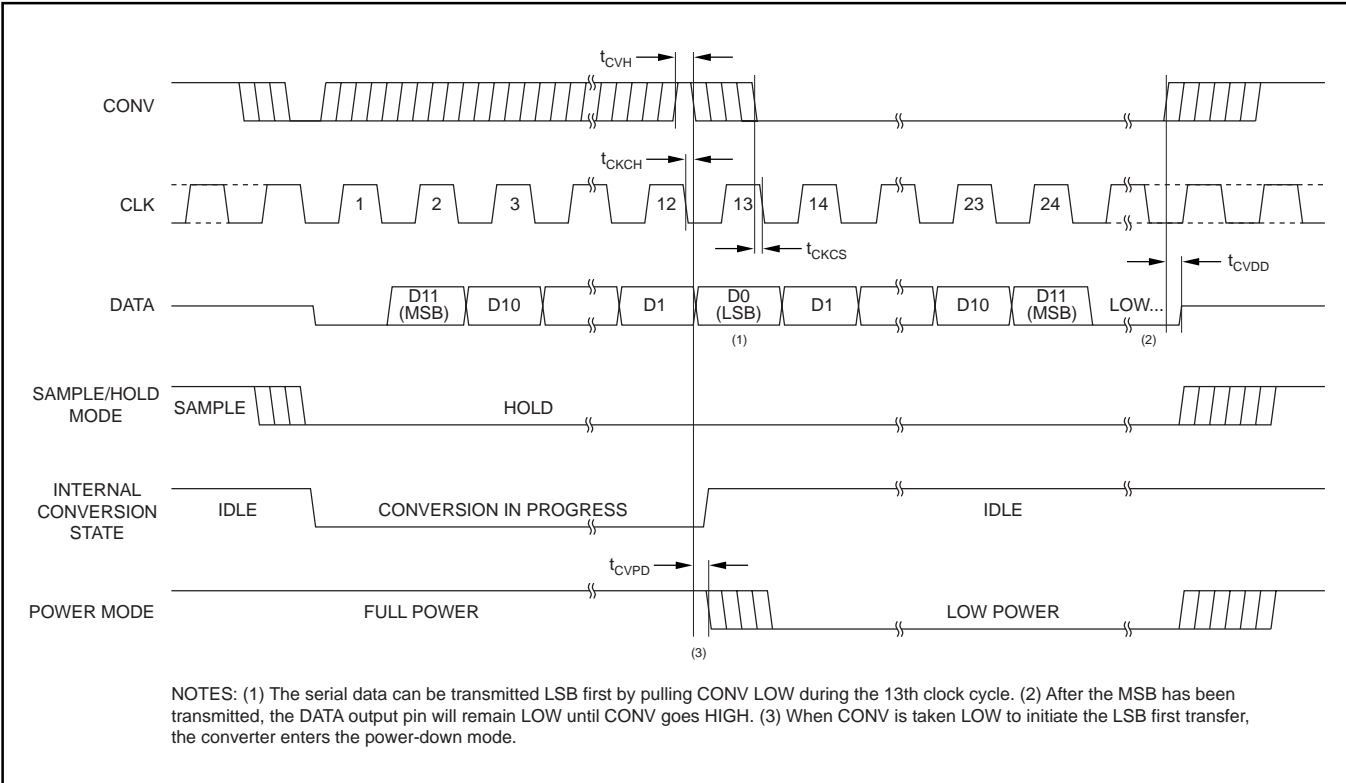 tCVH
CONV
tCKCH
CLK
1
2
3
12
13
14
23
24
tCKCS
tCVDD
DATA
D11
(MSB)
D10
D1
D0
(LSB)
D1
D10
D11
(MSB)
LOW...
(1)
(2)
SAMPLE/HOLD
MODE
SAMPLE
HOLD
INTERNAL
CONVERSION
STATE
IDLE
CONVERSION IN PROGRESS
IDLE
tCVPD
POWER MODE
FULL POWER
LOW POWER
(3)
NOTES: (1) The serial data can be transmitted LSB first by pulling CONV LOW during the 13th clock cycle. (2) After the MSB has been
transmitted, the DATA output pin will remain LOW until CONV goes HIGH. (3) When CONV is taken LOW to initiate the LSB first transfer,
the converter enters the power-down mode.